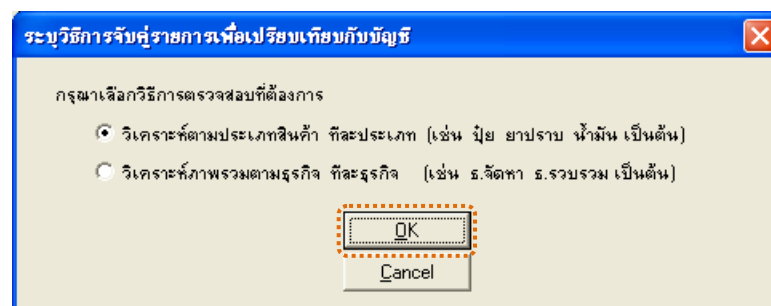 ระบุวิธีการจับคู่รายการเพื่อเปรียบเทียบกับบัญชี
กรุณาเลือกวิธีการตรวจสอบที่ต้องการ
วิเคราะห์ตามประเภทสินค้า ทีละประเภท (เช่น ปุ๋ย ยาปราบ น้ำมัน เป็นต้น)
วิเคราะห์ภาพรวมตามธุรกิจ ทีละธุรกิจ (เช่น ธ.จัดหา ธ.รวบรวม เป็นต้น)
OK
Cancel